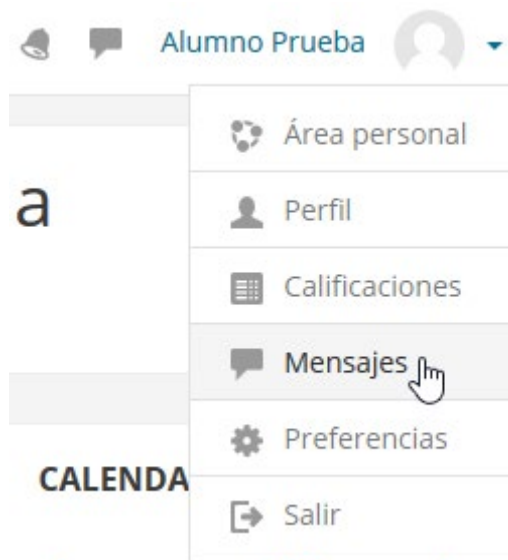 Alumno Prueba
Área personal
a
Perfil
Calificaciones
Mensajes
Preferencias
CALENDA
Salir